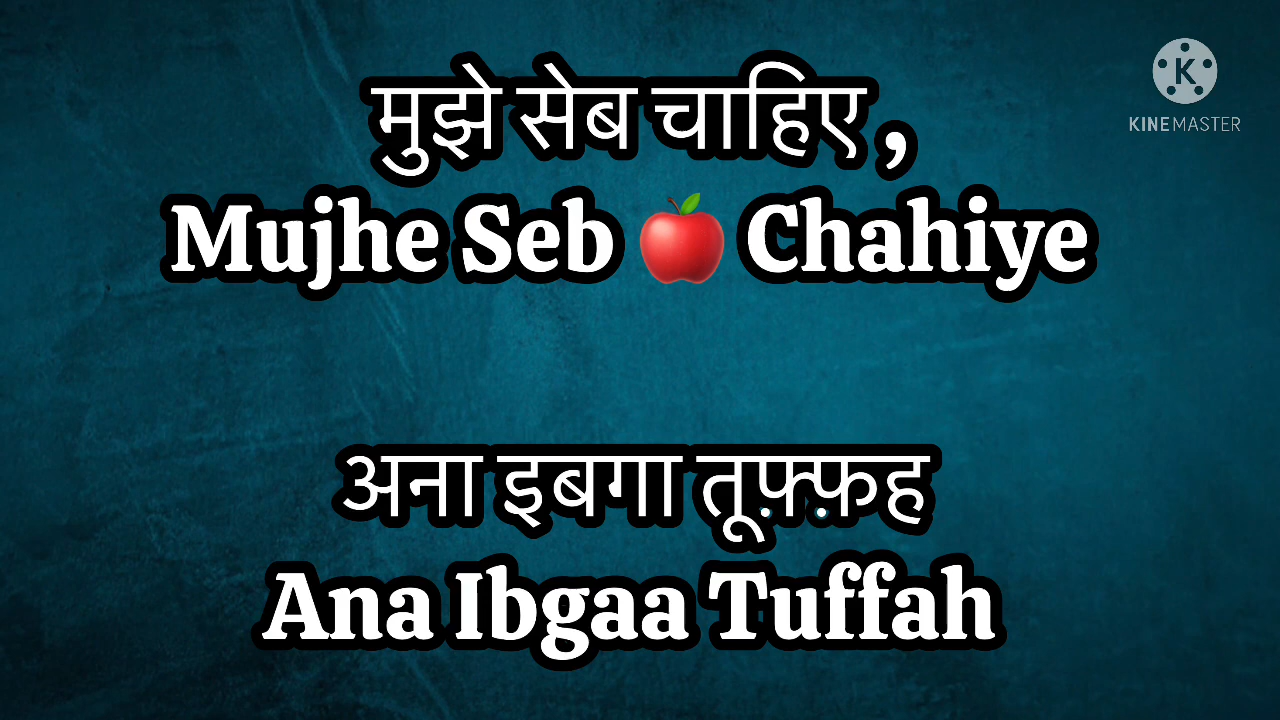 मुझे सेब चाहिए,
Mujhe Seb 🍎 Chahiye
अना इबगा तूफ़्फ़ह
Ana Ibgaa Tuffah
KINEMASTER